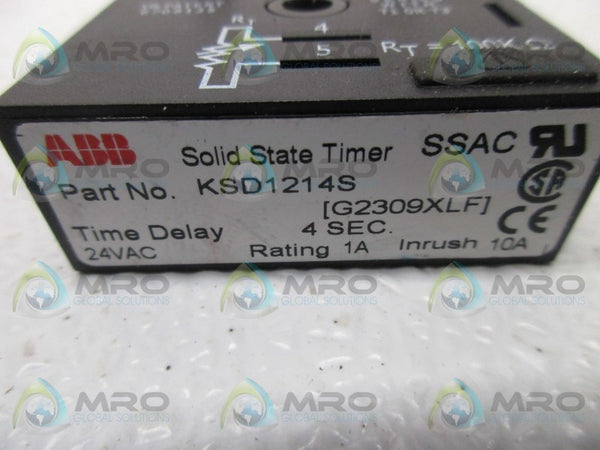 4
5
ABB
Solid State Timer
SSAC
Part No. KSD1214S
[G2309XLF]
Time Delay 4 SEC.
24VAC Rating 1A Inrush 10A
MRO
GLOBAL SOLUTIONS